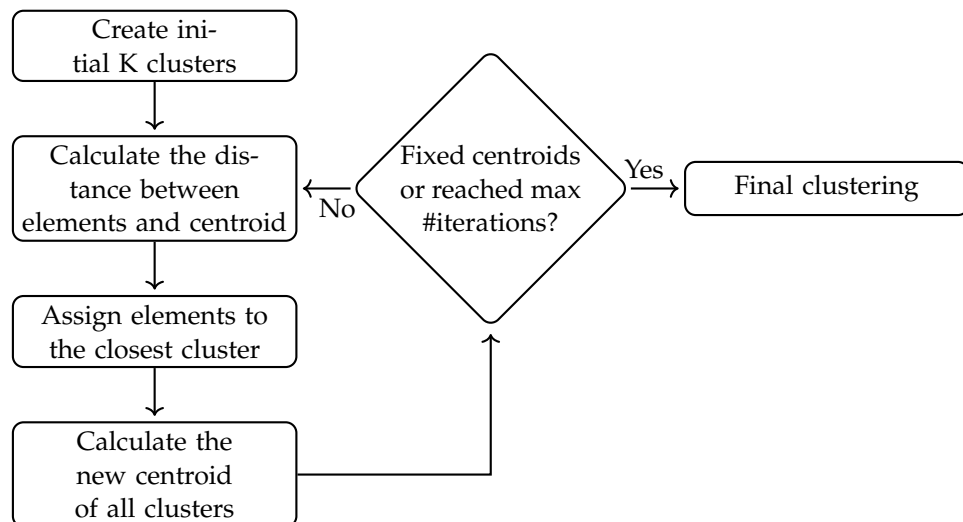 Create ini-
tial K clusters
Calculate the dis-
tance between
elements and centroid
Assign elements to
the closest cluster
Calculate the
new centroid
of all clusters
Fixed centroids
or reached max
#iterations?
No
Yes
Final clustering